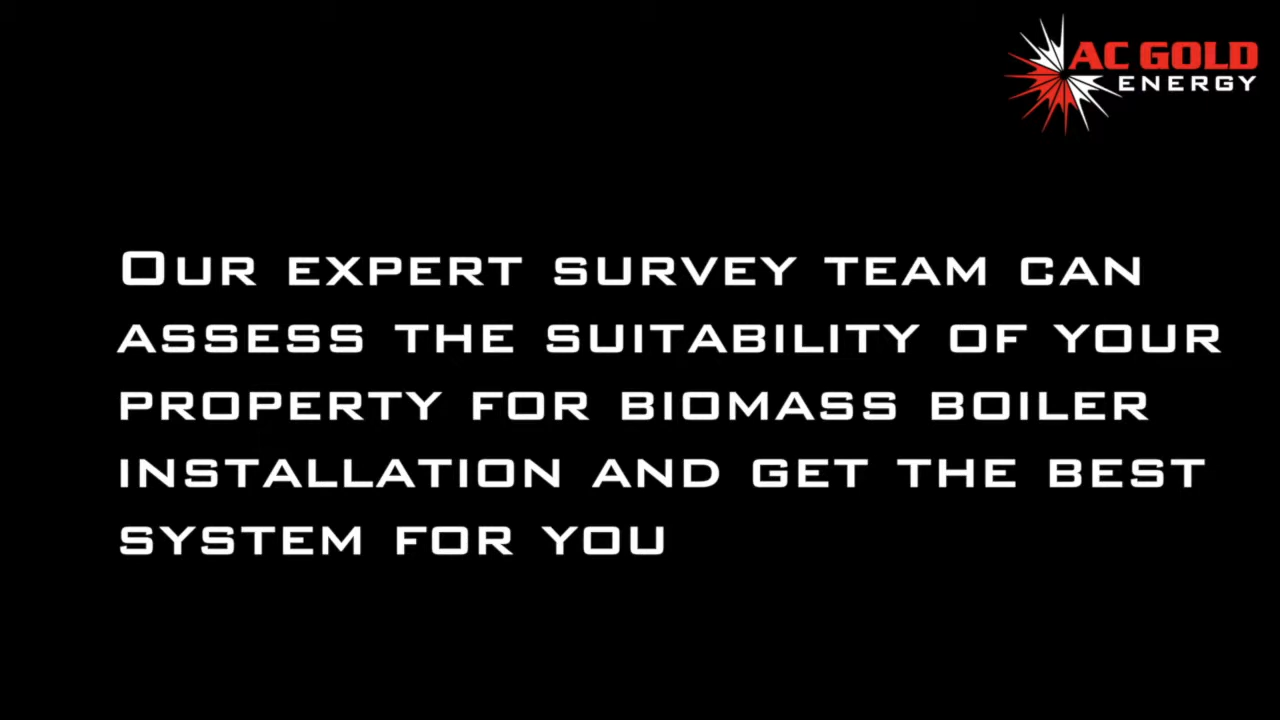 AC GOLD
ENERGY
Our expert survey team can
assess the suitability of your
property for biomass boiler
installation and get the best
system for you